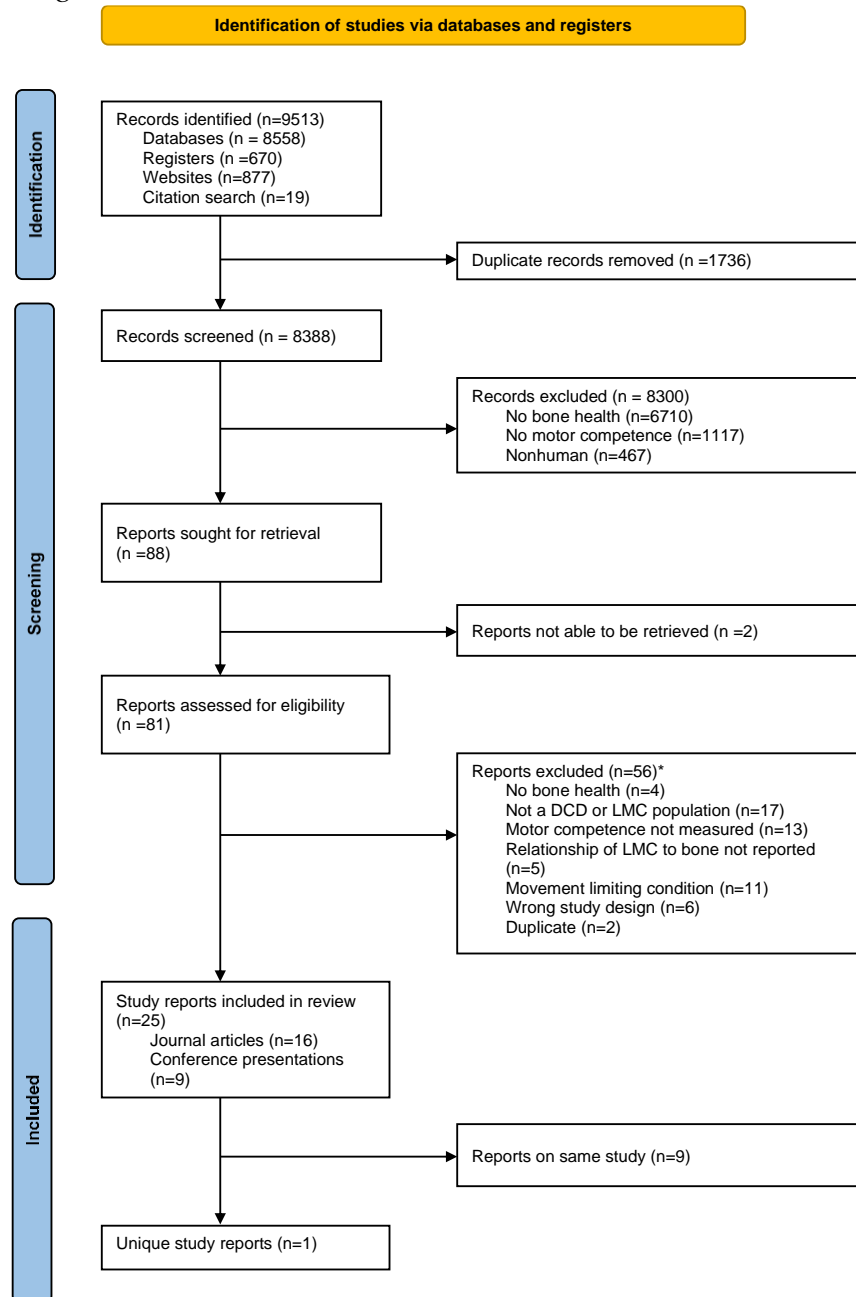 Identification of studies via databases and registers
Identification
Records identified (n=9513)
Databases (n = 8558)
Registers (n =670)
Websites (n=877)
Citation search (n=19)
Duplicate records removed (n =1736)
Screening
Records screened (n = 8388)
Records excluded (n = 8300)
No bone health (n=6710)
No motor competence (n=1117)
Nonhuman (n=467)
Reports sought for retrieval
(n =88)
Reports not able to be retrieved (n =2)
Reports assessed for eligibility
(n =81)
Reports excluded (n=56)*
No bone health (n=4)
Not a DCD or LMC population (n=17)
Motor competence not measured (n=13)
Relationship of LMC to bone not reported
(n=5)
Movement limiting condition (n=11)
Wrong study design (n=6)
Duplicate (n=2)
Included
Study reports included in review
(n=25)
Journal articles (n=16)
Conference presentations
(n=9)
Reports on same study (n=9)
Unique study reports (n=1)